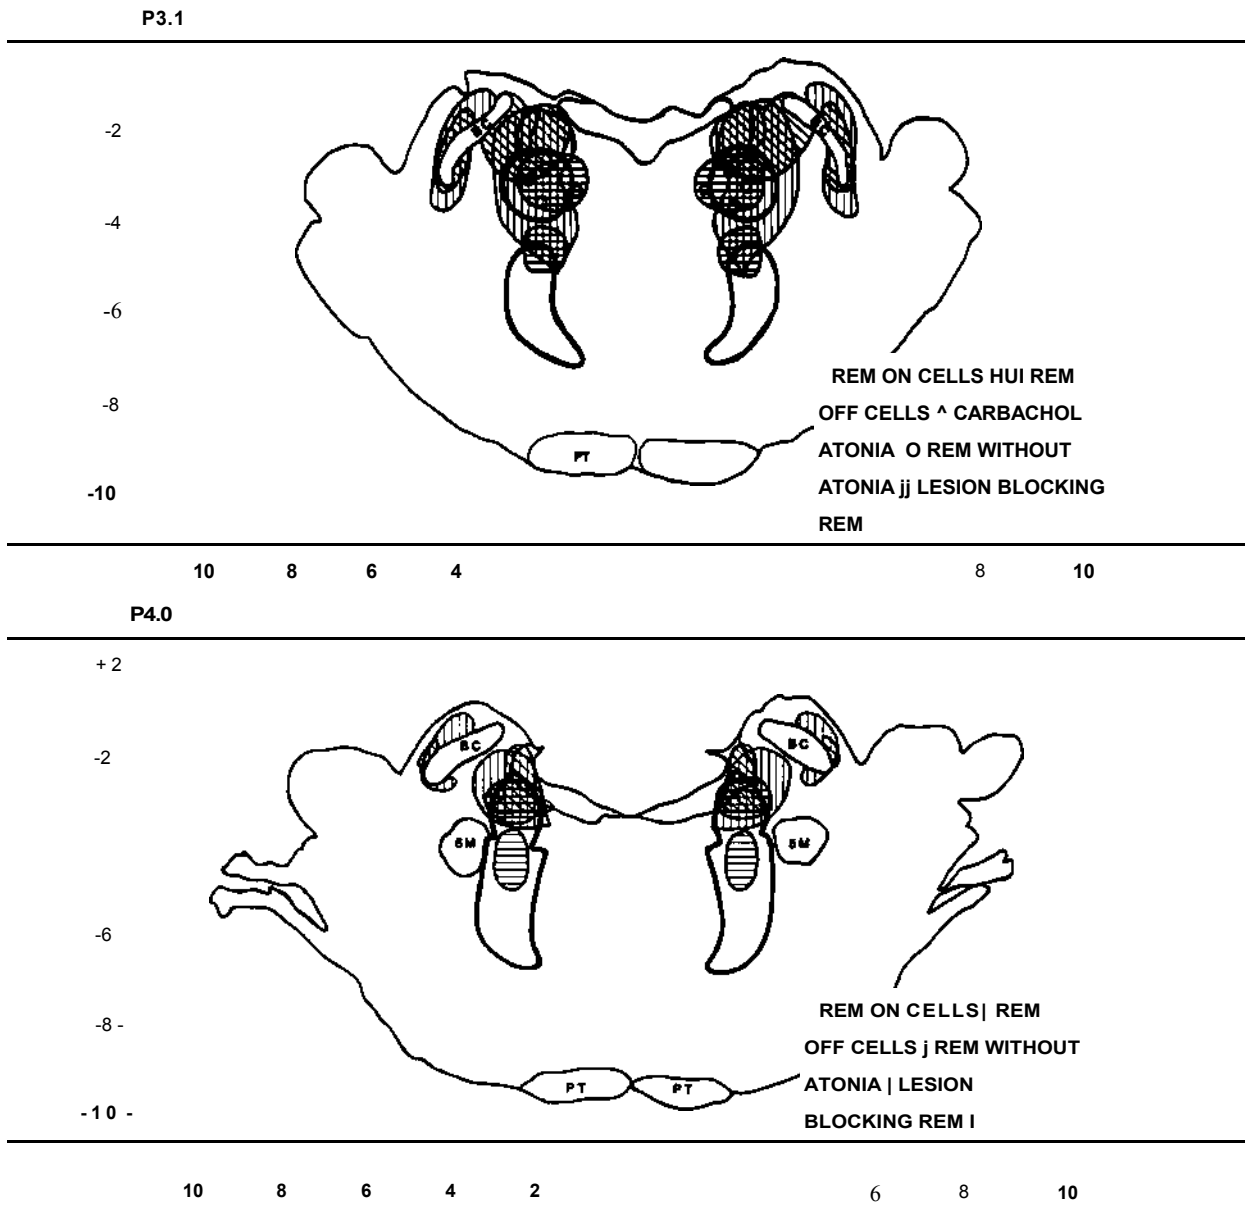 P3.1
-2
-4
-6
-8
-10
PT
REM ON CELLS HUI REM
OFF CELLS ^ CARBACHOL
ATONIA O REM WITHOUT
ATONIA jj LESION BLOCKING
REM
10 8 6 4 8 10
P4.0
+ 2
-2
BC BC
5M 5M
-6
-8 -
-10 -
PT PT
REM ON CELLS| REM
OFF CELLS j REM WITHOUT
ATONIA | LESION
BLOCKING REM I
10 8 6 4 2 6 8 10